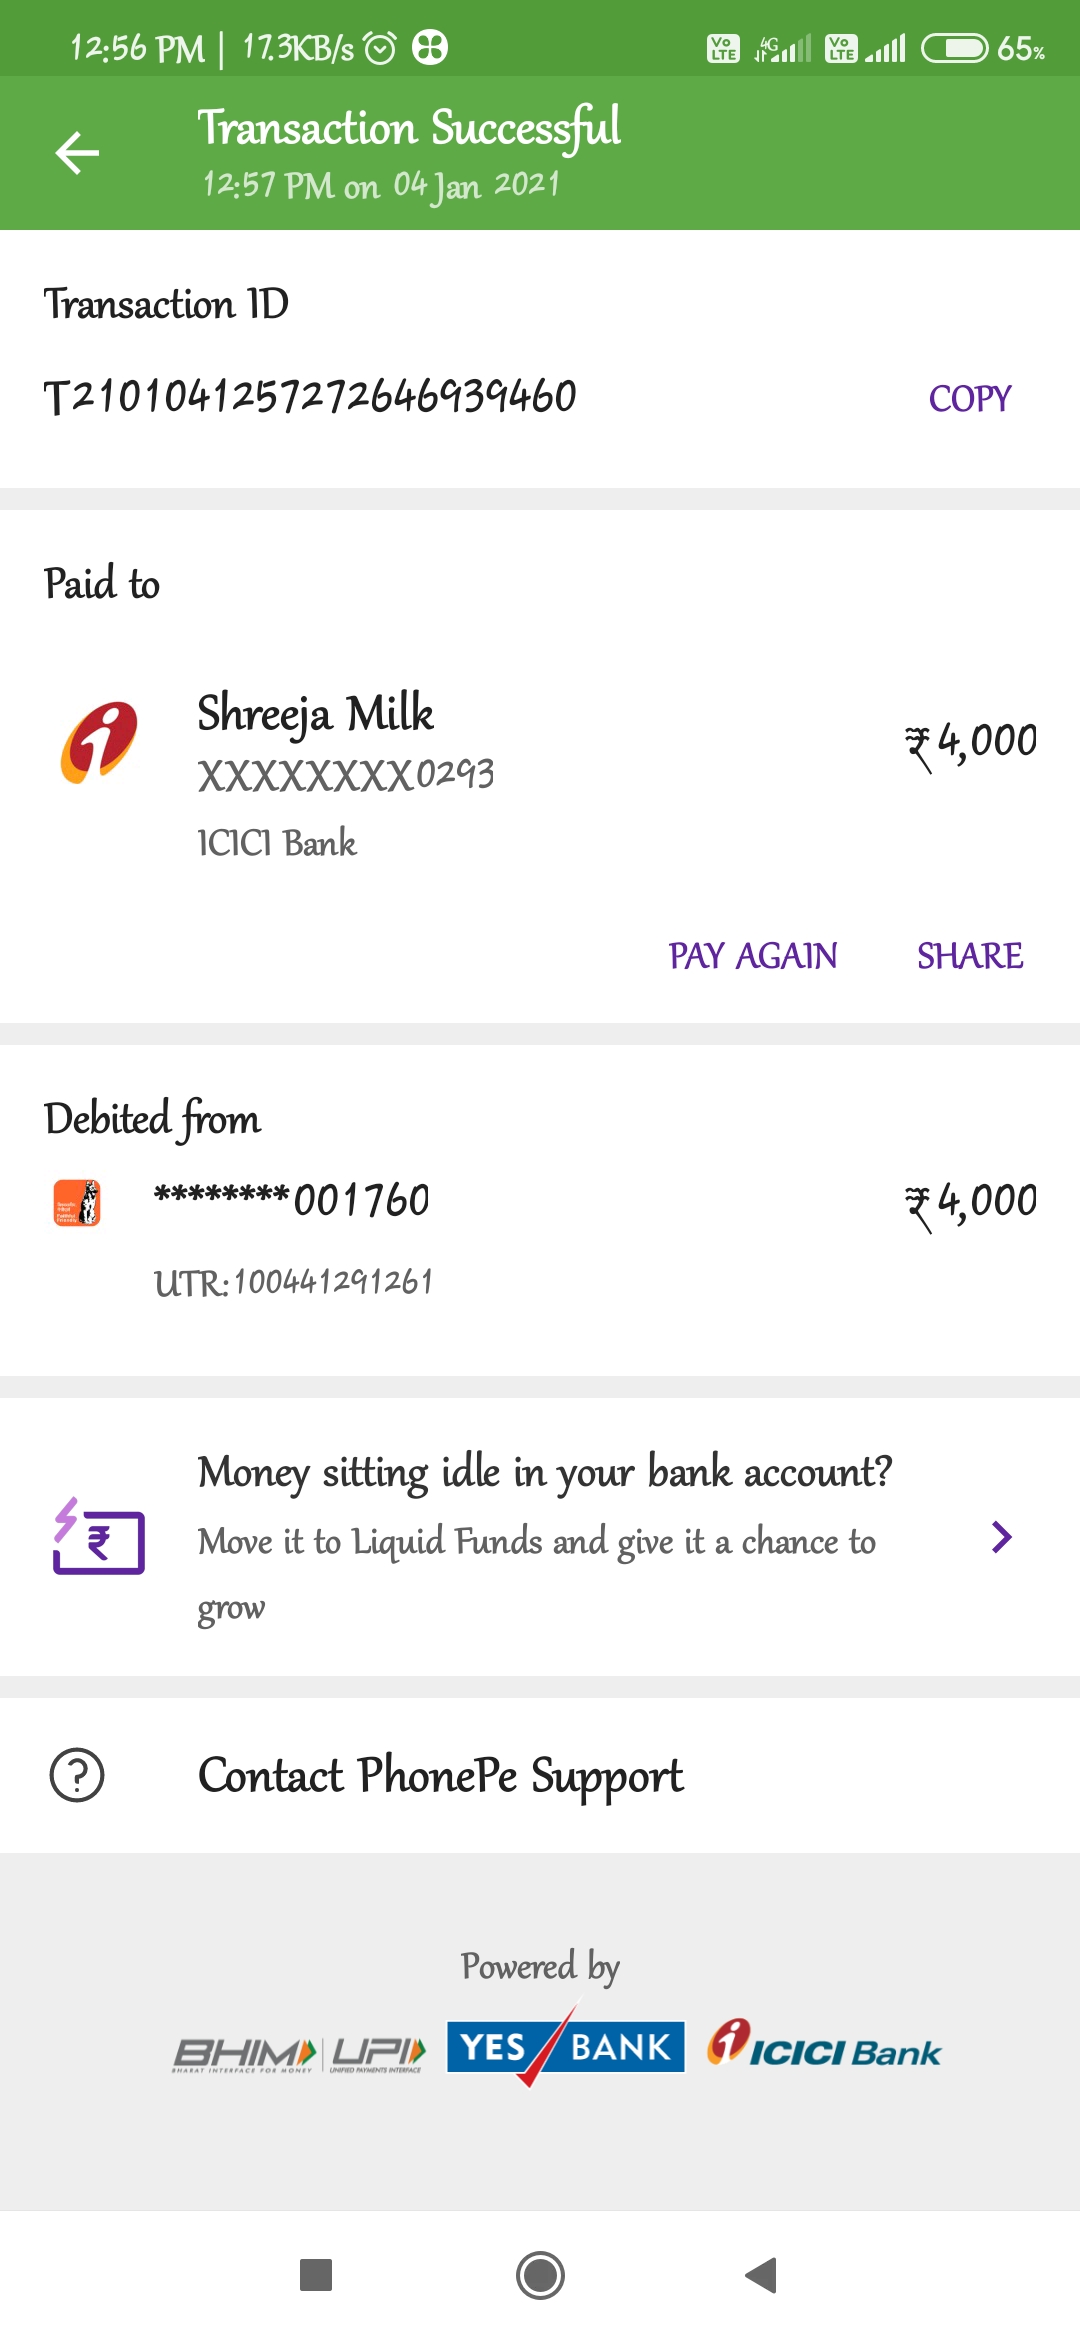 12:56 PM | 17.3KB/s
Vo LTE 4G Vo LTE 65%
Transaction Successful
12:57 PM on 04 Jan 2021
Transaction ID
T2101041257272646939460 COPY
Paid to
Shreeja Milk ₹4,000
XXXXXXXX0293
ICICI Bank
PAY AGAIN SHARE
Debited from
********001760 ₹4,000
UTR:100441291261
Money sitting idle in your bank account?
Move it to Liquid Funds and give it a chance to
grow
Contact PhonePe Support
Powered by
BHIM UPI YES BANK ICICI Bank
BHARAT INTERFACE FOR MONEY UNIFIED PAYMENTS INTERFACE